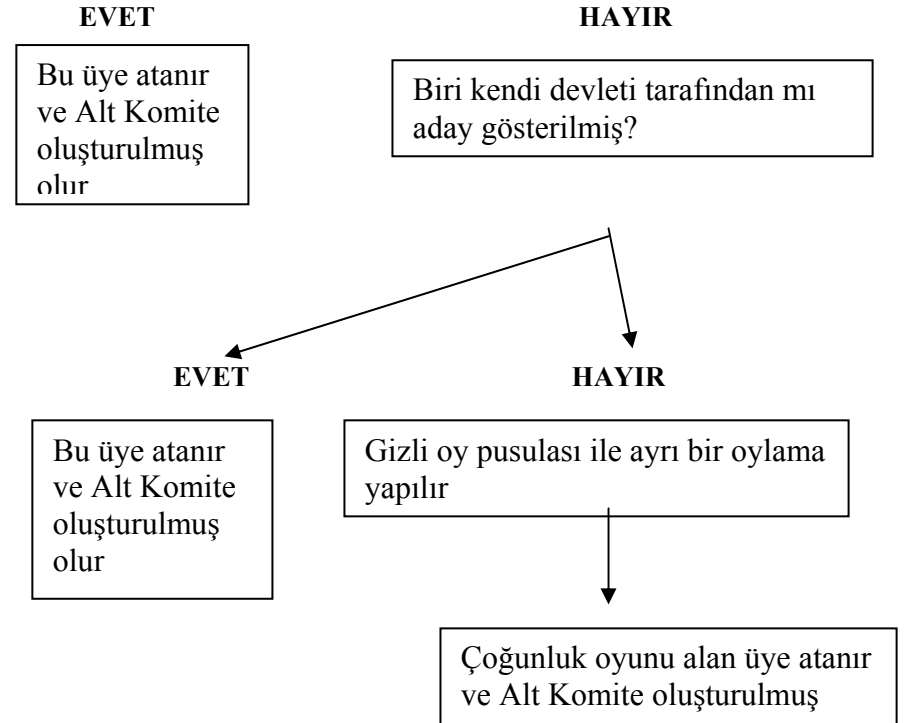 EVET
HAYIR
Bu üye atanır
ve Alt Komite
oluşturulmuş
olur
Biri kendi devleti tarafından mı
aday gösterilmiş?
EVET
HAYIR
Bu üye atanır
ve Alt Komite
oluşturulmuş
olur
Gizli oy pusulası ile ayrı bir oylama
yapılır
Çoğunluk oyunu alan üye atanır
ve Alt Komite oluşturulmuş